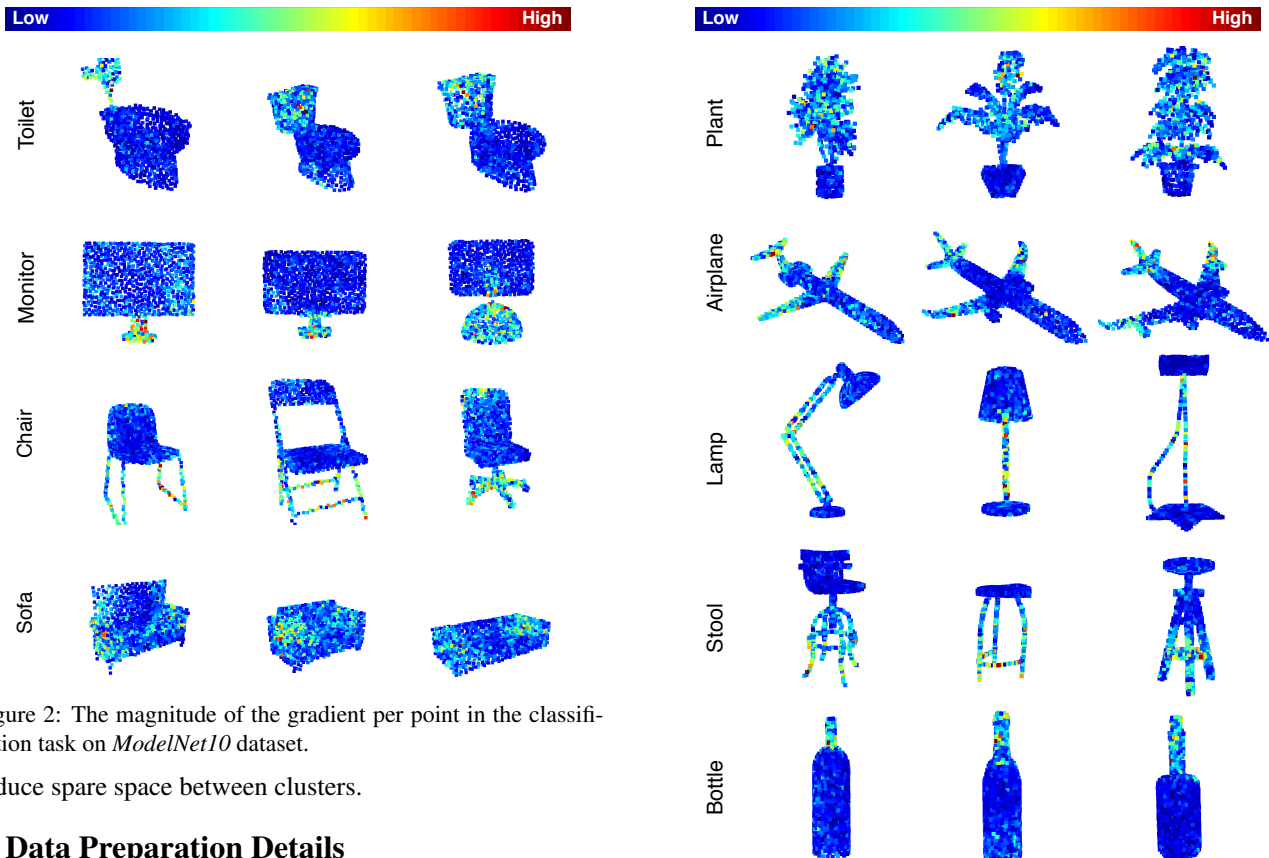 Low High
Toilet
Monitor
Chair
Sofa
gure 2: The magnitude of the gradient per point in the classifi-
tion task on ModelNet10 dataset.
duce spare space between clusters.
Data Preparation Details
Low High
Plant
Airplane
Lamp
Stool
Bottle